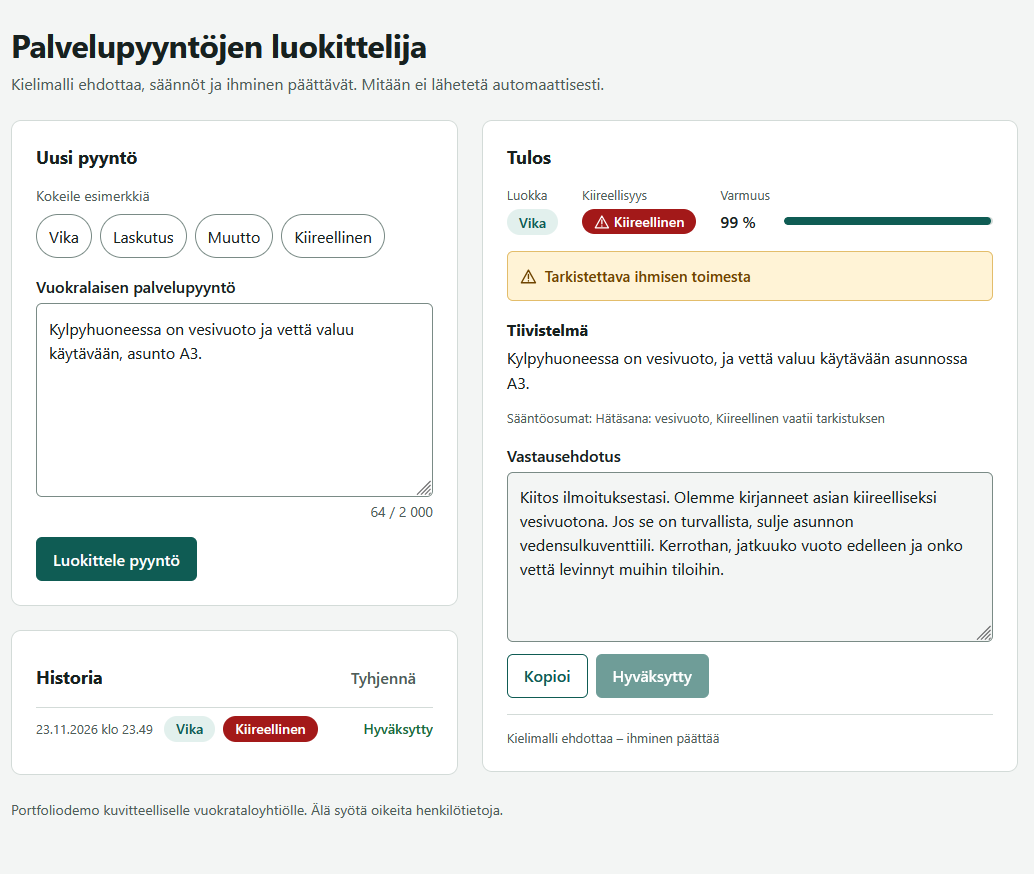 Palvelupyyntöjen luokittelija
Kielimalli ehdottaa, säännöt ja ihminen päättävät. Mitään ei lähetetä automaattisesti.
Uusi pyyntö
Kokeile esimerkkiä
Vika
Laskutus
Muutto
Kiireellinen
Vuokralaisen palvelupyyntö
Kylpyhuoneessa on vesivuoto ja vettä valuu
käytävään, asunto A3.
64 / 2 000
Luokittele pyyntö
Historia
Tyhjennä
23.11.2026 klo 23.49
Vika
Kiireellinen
Hyväksytty
Tulos
Luokka
Kiireellisyys
Varmuus
Vika
Kiireellinen
99 %
Tarkistettava ihmisen toimesta
Tiivistelmä
Kylpyhuoneessa on vesivuoto, ja vettä valuu käytävään asunnossa
A3.
Sääntöosumat: Hätäsana: vesivuoto, Kiireellinen vaatii tarkistuksen
Vastausehdotus
Kiitos ilmoituksestasi. Olemme kirjanneet asian kiireelliseksi
vesivuotona. Jos se on turvallista, sulje asunnon
vedensulkuventtiili. Kerrothan, jatkuuko vuoto edelleen ja onko
vettä levinnyt muihin tiloihin.
Kopioi
Hyväksytty
Kielimalli ehdottaa – ihminen päättää
Portfoliodemo kuvitteelliselle vuokrataloyhtiölle. Älä syötä oikeita henkilötietoja.